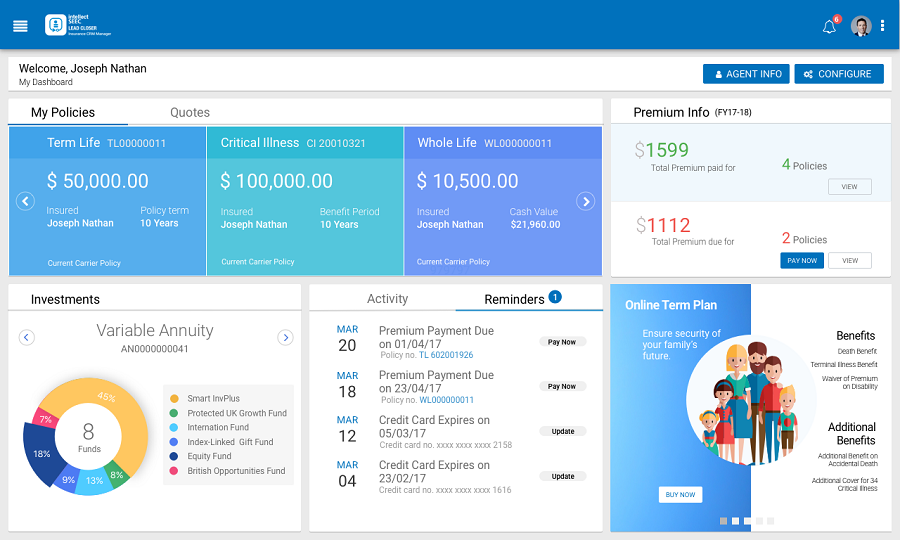 intellect
SEEC
LEAD CLOSER
Insurance CRM Manager
6
Welcome, Joseph Nathan
My Dashboard
AGENT INFO
CONFIGURE
My Policies
Quotes
Term Life TL00000011
$ 50,000.00
Insured
Joseph Nathan
Policy term
10 Years
Current Carrier Policy
Critical Illness CI 20010321
$ 100,000.00
Insured
Joseph Nathan
Benefit Period
10 Years
Current Carrier Policy
Whole Life WL000000011
$ 10,500.00
Insured
Joseph Nathan
Cash Value
$21,960.00
Current Carrier Policy
Premium Info (FY17-18)
$1599
Total Premium paid for
4 Policies
VIEW
$1112
Total Premium due for
2 Policies
PAY NOW
VIEW
Investments
Variable Annuity
AN0000000041
45%
7%
18%
9%
13%
8%
8
Funds
Smart InvPlus
Protected UK Growth Fund
Internation Fund
Index-Linked Gift Fund
Equity Fund
British Opportunities Fund
Activity
Reminders 1
MAR
20
Premium Payment Due
on 01/04/17
Policy no. TL 602001926
Pay Now
MAR
18
Premium Payment Due
on 23/04/17
Policy no. WL000000011
Pay Now
MAR
12
Credit Card Expires on
05/03/17
Credit card no. xxxx xxxx xxxx 2158
Update
MAR
04
Credit Card Expires on
23/02/17
Credit card no. xxxx xxxx xxxx 1616
Update
Online Term Plan
Ensure security of
your family's
future.
BUY NOW
Benefits
Death Benefit
Terminal Illness Benefit
Waiver of Premium
on Disability
Additional
Benefits
Additional Benefit on
Accidental Death
Additional Cover for 34
Critical Illness